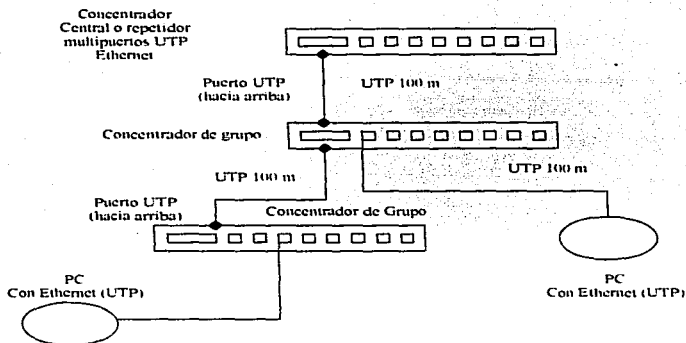 Concentrador
Central o repetidor
multipuertos UTP
Ethernet
Puerto UTP
(hacia arriba)
UTP 100 m
Concentrador de grupo
UTP 100 m
UTP 100 m
Puerto UTP
(hacia arriba)
Concentrador de Grupo
PC
Con Ethernet (UTP)
PC
Con Ethernet (UTP)